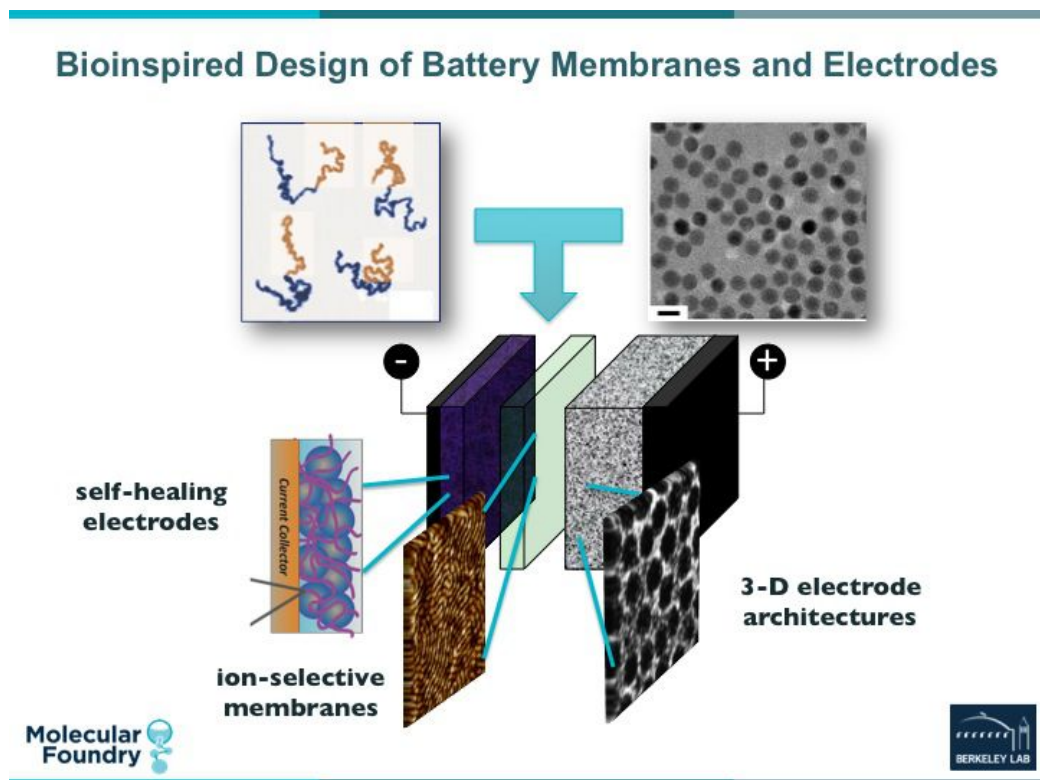 Bioinspired Design of Battery Membranes and Electrodes
-
+
self-healing
electrodes
Current Collector
3-D electrode
architectures
ion-selective
membranes
Molecular
Foundry
BERKELEY LAB